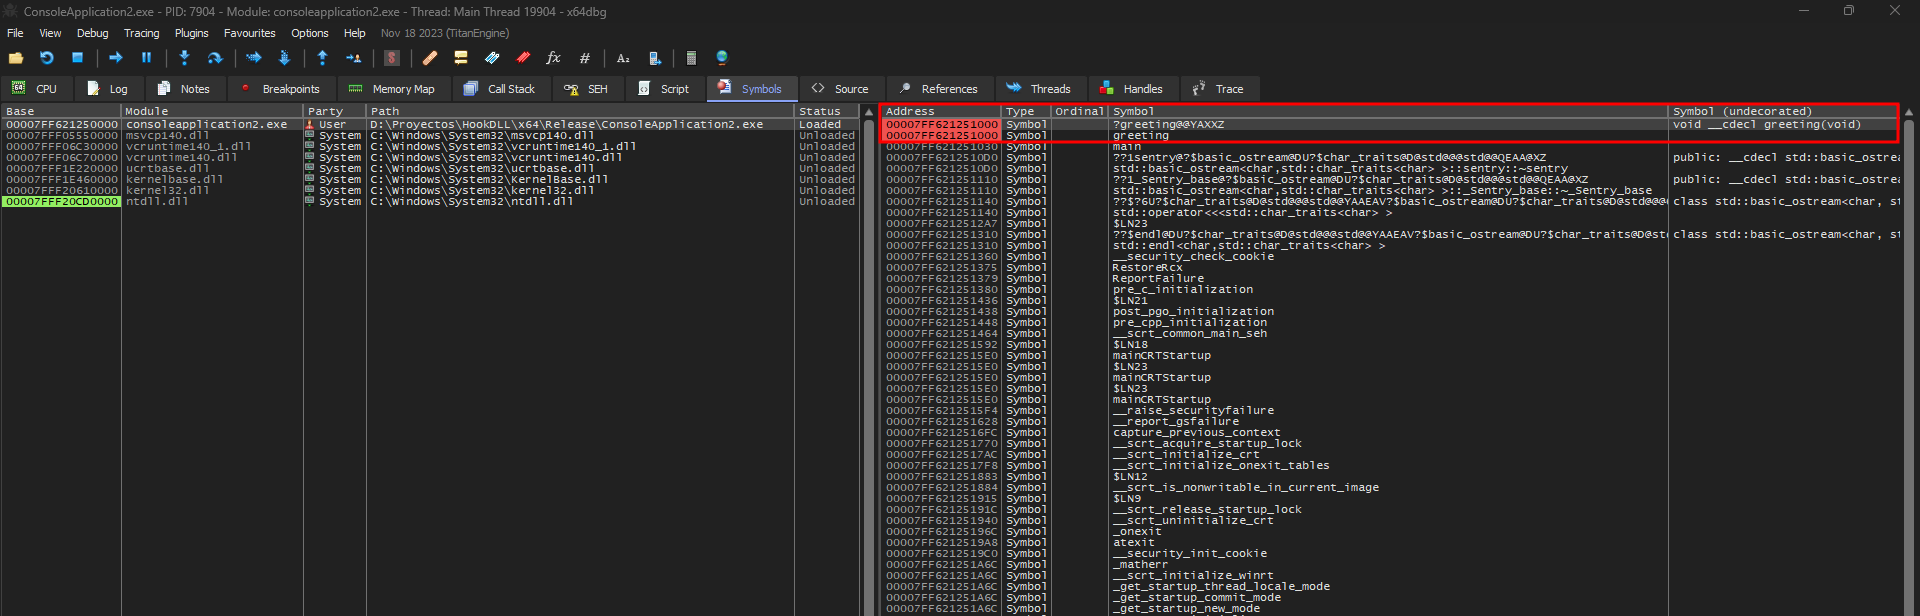 ConsoleApplication2.exe - PID: 7904 - Module: consoleapplication2.exe - Thread: Main Thread 19904 - x64dbg
File View Debug Tracing Plugins Favourites Options Help Nov 18 2023 (TitanEngine)
CPU Log Notes Breakpoints Memory Map Call Stack SEH Script Symbols Source References Threads Handles Trace
Base Module Party Path Status
00007FF621250000 consoleapplication2.exe User D:\Proyectos\HookDLL\x64\Release\ConsoleApplication2.exe Loaded
00007FFF05550000 msvcp140.dll System C:\Windows\System32\msvcp140.dll Unloaded
00007FFF06C30000 vcruntime140_1.dll System C:\Windows\System32\vcruntime140_1.dll Unloaded
00007FFF06C70000 vcruntime140.dll System C:\Windows\System32\vcruntime140.dll Unloaded
00007FFF1E220000 ucrtbase.dll System C:\Windows\System32\ucrtbase.dll Unloaded
00007FFF1E460000 kernelbase.dll System C:\Windows\System32\KernelBase.dll Unloaded
00007FFF20610000 kernel32.dll System C:\Windows\System32\kernel32.dll Unloaded
00007FFF20CD0000 ntdll.dll System C:\Windows\System32\ntdll.dll Unloaded
Address Type Ordinal Symbol Symbol (undecorated)
00007FF621251000 Symbol ?greeting@@YAXXZ void __cdecl greeting(void)
00007FF621251000 Symbol greeting
00007FF621251030 Symbol main
00007FF6212510D0 Symbol ??1sentry@?$basic_ostream@DU?$char_traits@D@std@@@std@@QEAA@XZ public: __cdecl std::basic_ostrea
00007FF6212510D0 Symbol std::basic_ostream<char,std::char_traits<char> >::sentry::~sentry
00007FF621251110 Symbol ??1_Sentry_base@?$basic_ostream@DU?$char_traits@D@std@@@std@@QEAA@XZ public: __cdecl std::basic_ostrea
00007FF621251110 Symbol std::basic_ostream<char,std::char_traits<char> >::_Sentry_base::~_Sentry_base
00007FF621251140 Symbol ??$?6U?$char_traits@D@std@@@std@@YAAEAV?$basic_ostream@DU?$char_traits@D@std@@@ class std::basic_ostream<char, st
00007FF621251140 Symbol std::operator<<<std::char_traits<char> >
00007FF6212512A7 Symbol $LN23
00007FF621251310 Symbol ??$endl@DU?$char_traits@D@std@@@std@@YAAEAV?$basic_ostream@DU?$char_traits@D@st class std::basic_ostream<char, st
00007FF621251310 Symbol std::endl<char,std::char_traits<char> >
00007FF621251360 Symbol __security_check_cookie
00007FF621251375 Symbol RestoreRcx
00007FF621251379 Symbol ReportFailure
00007FF621251380 Symbol pre_c_initialization
00007FF621251436 Symbol $LN21
00007FF621251438 Symbol post_pgo_initialization
00007FF621251448 Symbol pre_cpp_initialization
00007FF621251464 Symbol __scrt_common_main_seh
00007FF621251592 Symbol $LN18
00007FF6212515E0 Symbol mainCRTStartup
00007FF6212515E0 Symbol $LN23
00007FF6212515E0 Symbol mainCRTStartup
00007FF6212515E0 Symbol $LN23
00007FF6212515E0 Symbol mainCRTStartup
00007FF6212515F4 Symbol __raise_securityfailure
00007FF621251628 Symbol __report_gsfailure
00007FF6212516FC Symbol capture_previous_context
00007FF621251770 Symbol __scrt_acquire_startup_lock
00007FF6212517AC Symbol __scrt_initialize_crt
00007FF6212517F8 Symbol __scrt_initialize_onexit_tables
00007FF621251883 Symbol $LN12
00007FF621251884 Symbol __scrt_is_nonwritable_in_current_image
00007FF621251915 Symbol $LN9
00007FF62125191C Symbol __scrt_release_startup_lock
00007FF621251940 Symbol __scrt_uninitialize_crt
00007FF62125196C Symbol _onexit
00007FF6212519A8 Symbol atexit
00007FF6212519C0 Symbol __security_init_cookie
00007FF621251A6C Symbol _matherr
00007FF621251A6C Symbol __scrt_initialize_winrt
00007FF621251A6C Symbol _get_startup_thread_locale_mode
00007FF621251A6C Symbol _get_startup_commit_mode
00007FF621251A6C Symbol _get_startup_new_mode